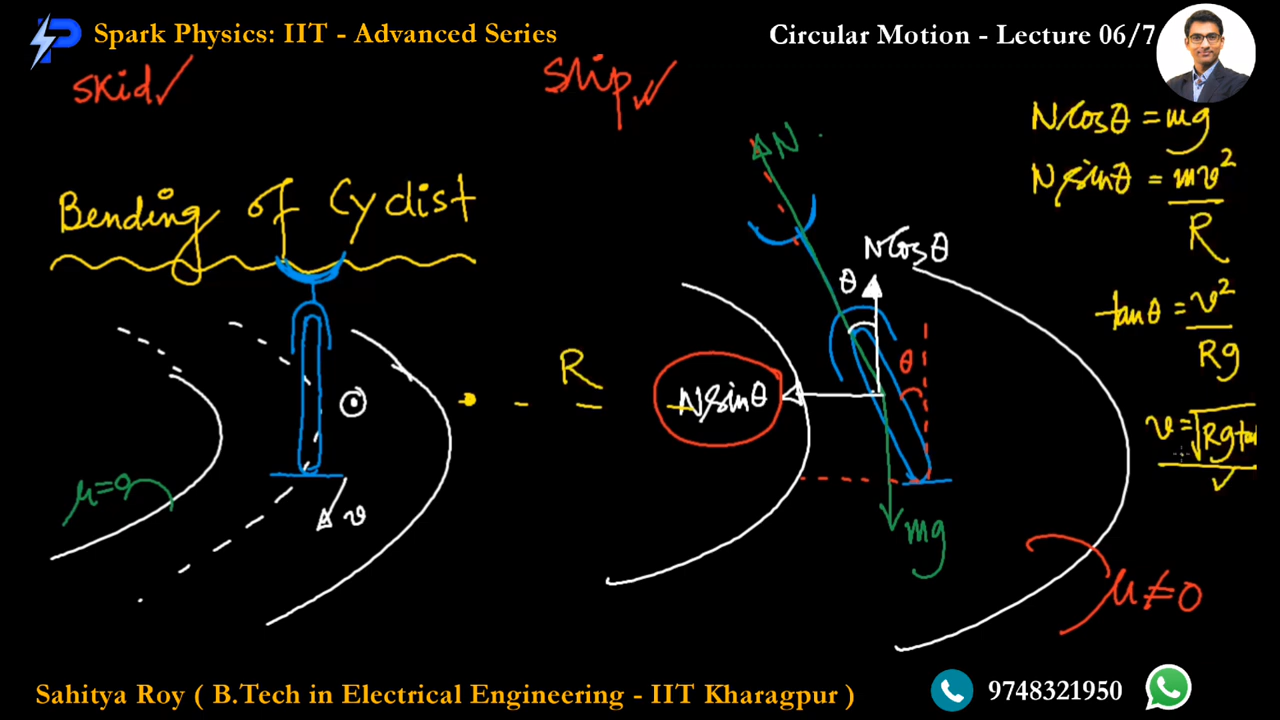 Spark Physics: IIT - Advanced Series
Circular Motion - Lecture 06/7
skid ✓
slip ✓✓
Bending of Cyclist
N
Ncosθ
θ
θ
Nsinθ
mg
R
v
μ=0
μ≠0
Ncosθ = mg
Nsinθ = mv²/R
tanθ = v²/Rg
v = √Rgtan
✓
Sahitya Roy ( B.Tech in Electrical Engineering - IIT Kharagpur )
9748321950